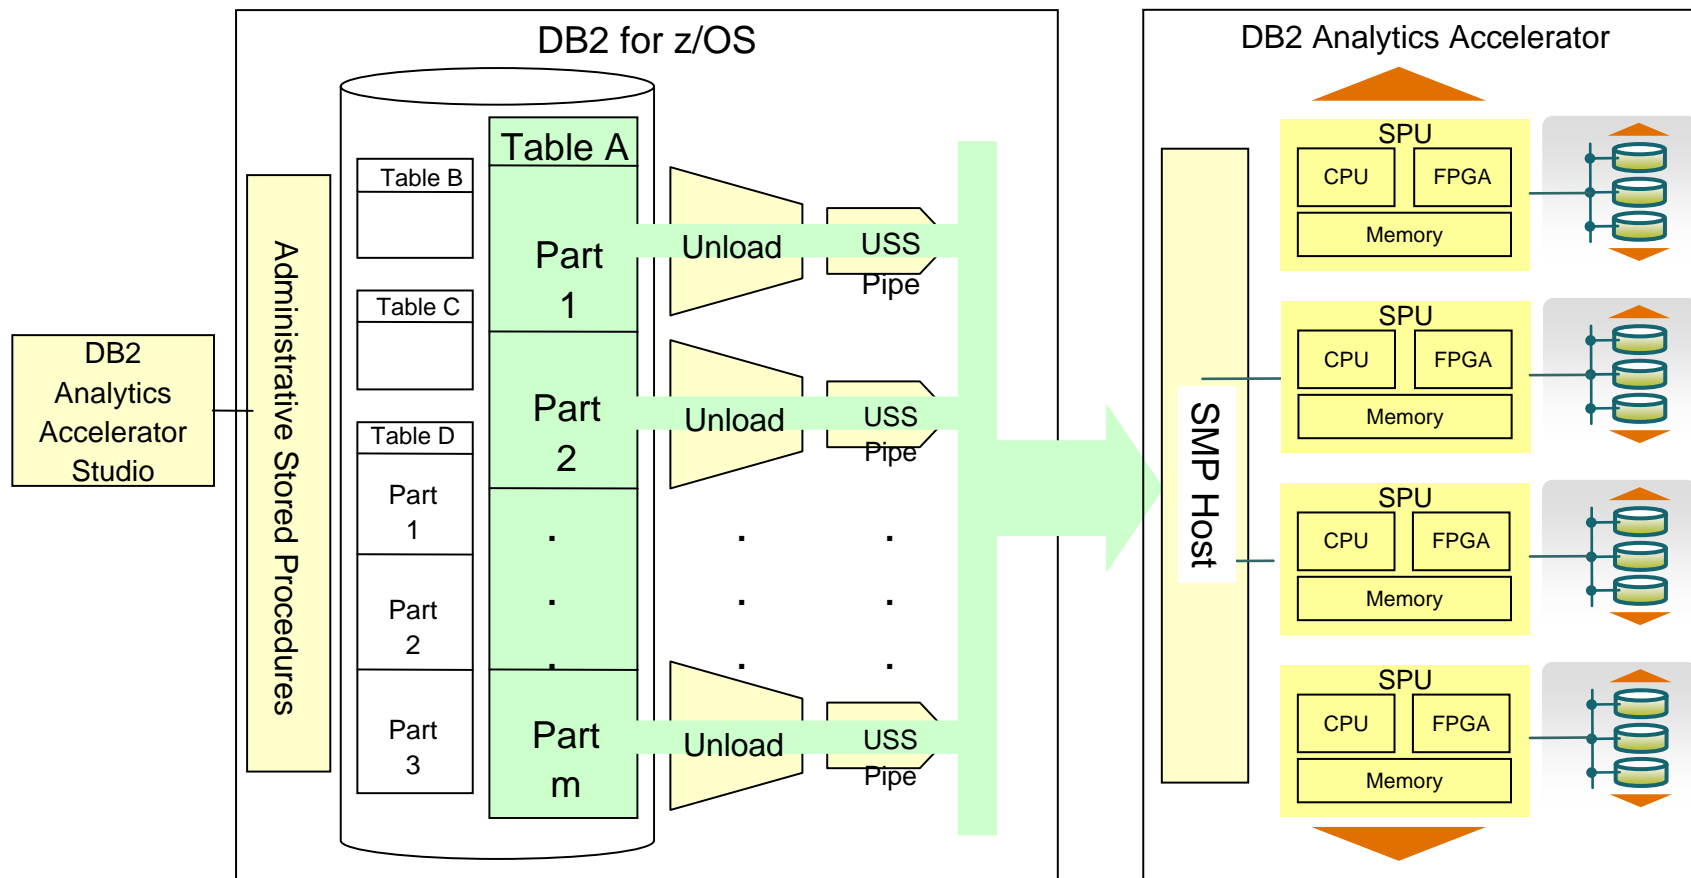 DB2 for z/OS
DB2 Analytics Accelerator
DB2
Analytics
Accelerator
Studio
Administrative Stored Procedures
Table B
Table C
Table D
Part
1
Part
2
Part
3
Table A
Part
1
Part
2
.
.
.
Part
m
Unload
USS
Pipe
Unload
USS
Pipe
.
.
.
.
.
.
Unload
USS
Pipe
SMP Host
SPU
CPU
FPGA
Memory
SPU
CPU
FPGA
Memory
SPU
CPU
FPGA
Memory
SPU
CPU
FPGA
Memory